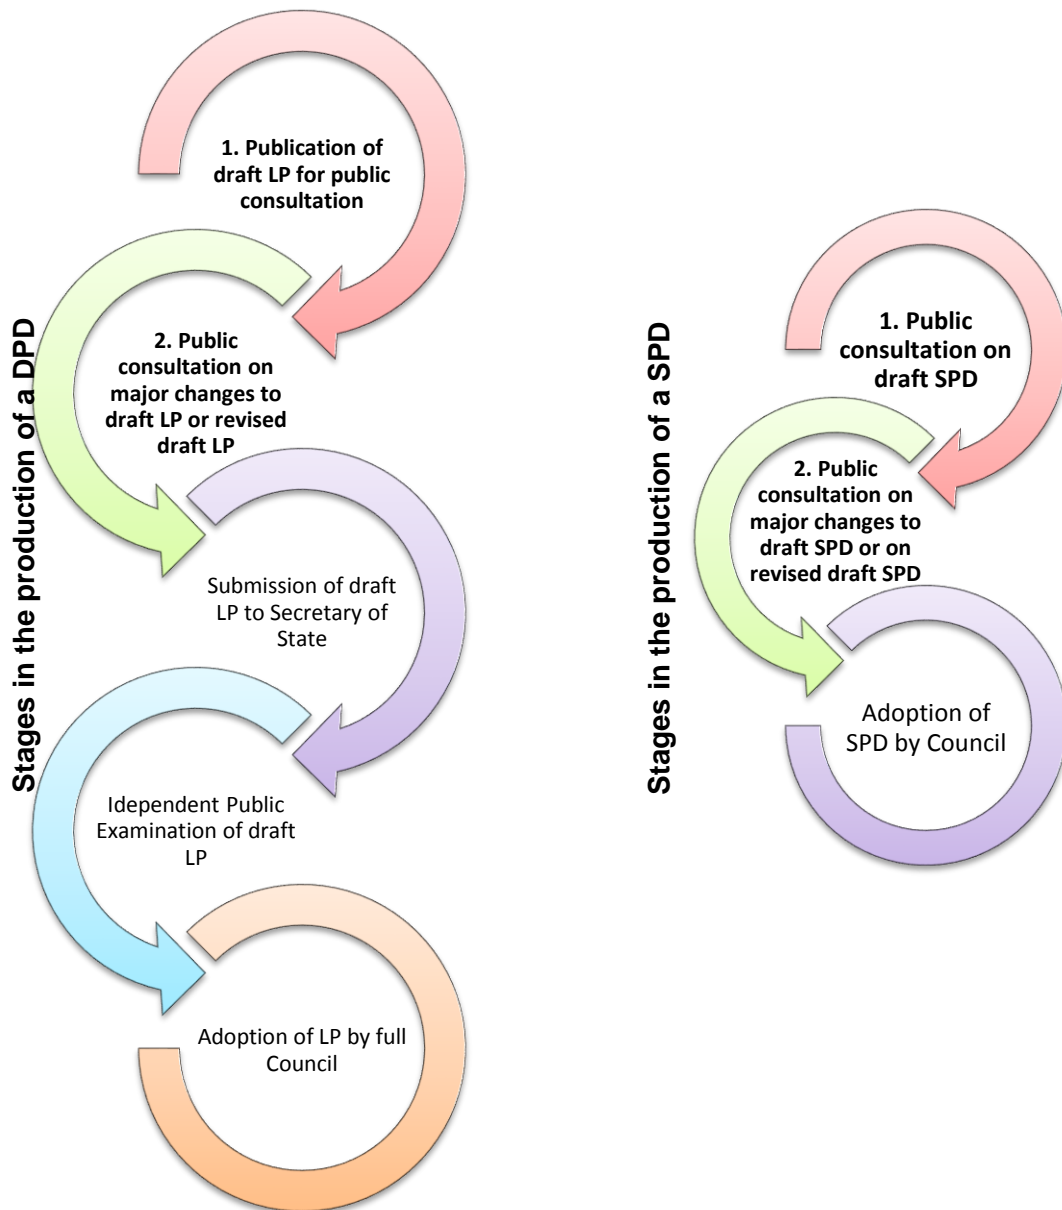 Stages in the production of a DPD
1. Publication of
draft LP for public
consultation
2. Public
consultation on
major changes to
draft LP or revised
draft LP
Submission of draft
LP to Secretary of
State
Idependent Public
Examination of draft
LP
Adoption of LP by full
Council
Stages in the production of a SPD
1. Public
consultation on
draft SPD
2. Public
consultation on
major changes to
draft SPD or on
revised draft SPD
Adoption of
SPD by Council